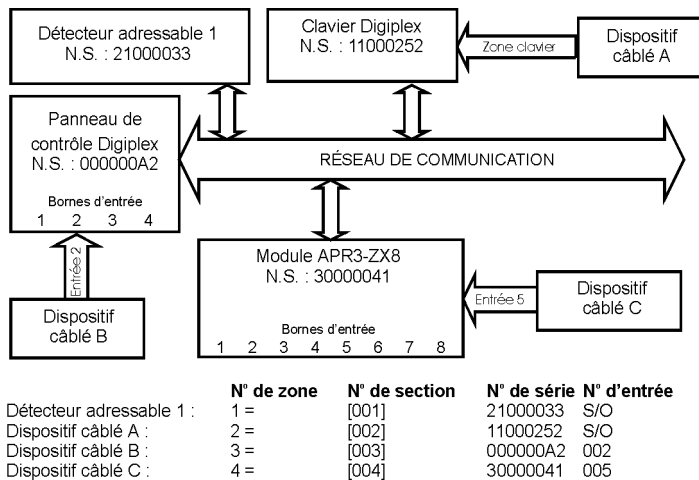 Détecteur adressable 1
N.S. : 21000033
Clavier Digiplex
N.S. : 11000252
Zone clavier
Dispositif
câblé A
Panneau de
contrôle Digiplex
N.S. : 000000A2
Bornes d'entrée
1 2 3 4
RÉSEAU DE COMMUNICATION
Entrée 2
Dispositif
câblé B
Module APR3-ZX8
N.S. : 30000041
Bornes d'entrée
1 2 3 4 5 6 7 8
Entrée 5
Dispositif
câblé C
N° de zone N° de section N° de série N° d'entrée
Détecteur adressable 1 : 1 = [001] 21000033 S/O
Dispositif câblé A : 2 = [002] 11000252 S/O
Dispositif câblé B : 3 = [003] 000000A2 002
Dispositif câblé C : 4 = [004] 30000041 005